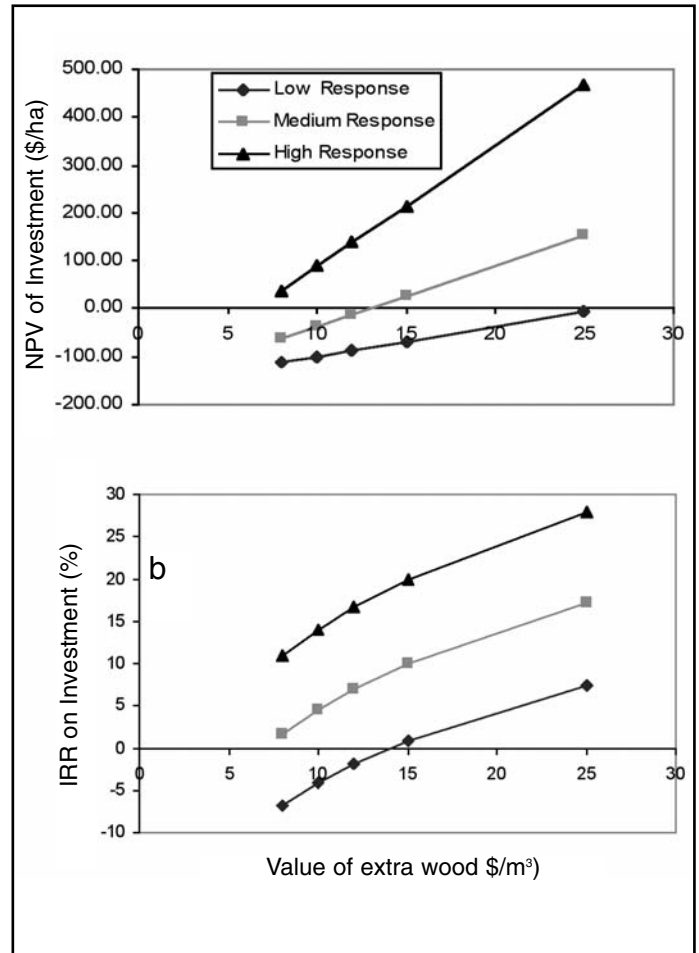 500.00
400.00
300.00
200.00
100.00
0.00
-100.00
-200.00
NPV of Investment ($/ha)
Low Response
Medium Response
High Response
0 5 10 15 20 25 30
30
25
20
15
10
5
0
-5
-10
IRR on Investment (%)
b
0 5 10 15 20 25 30
Value of extra wood $/m³)